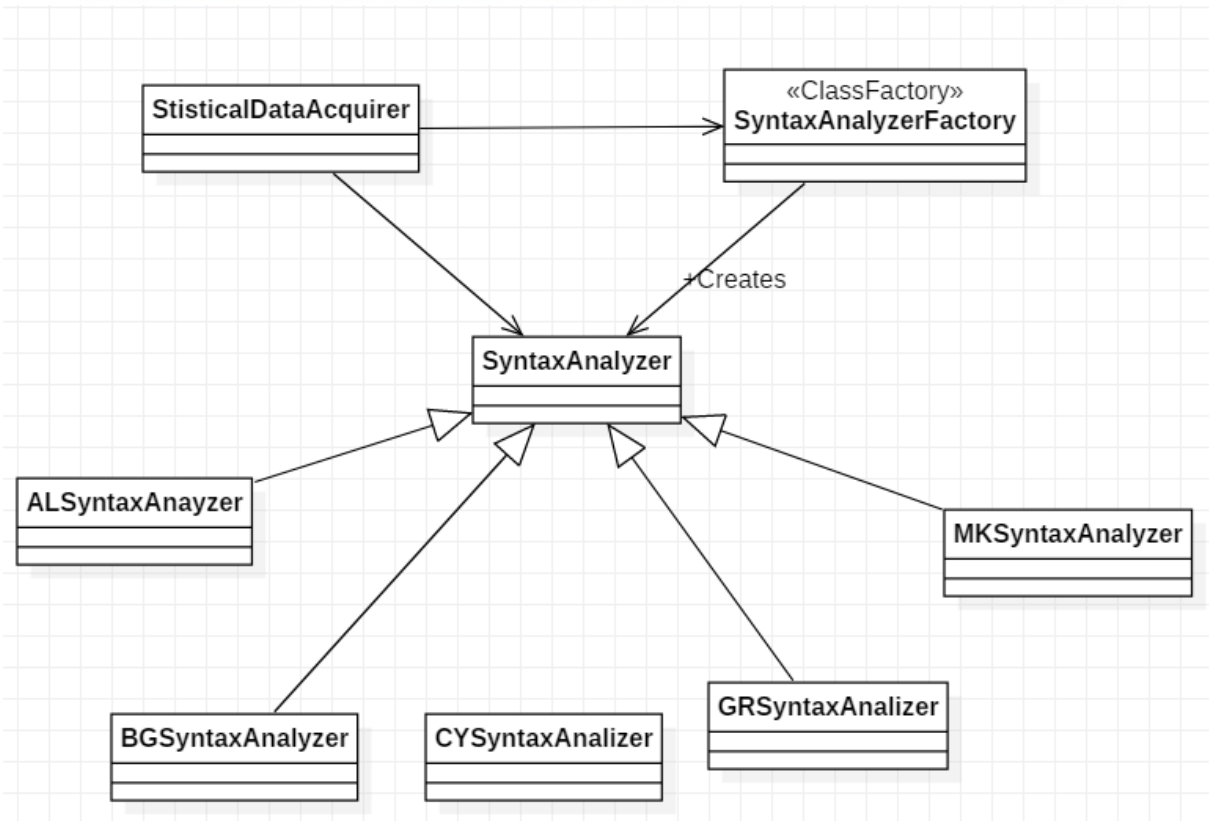 StisticalDataAcquirer
«ClassFactory»
SyntaxAnalyzerFactory
+Creates
SyntaxAnalyzer
ALSyntaxAnayzer
MKSyntaxAnalyzer
GRSyntaxAnalizer
BGSyntaxAnalyzer
CYSyntaxAnalizer